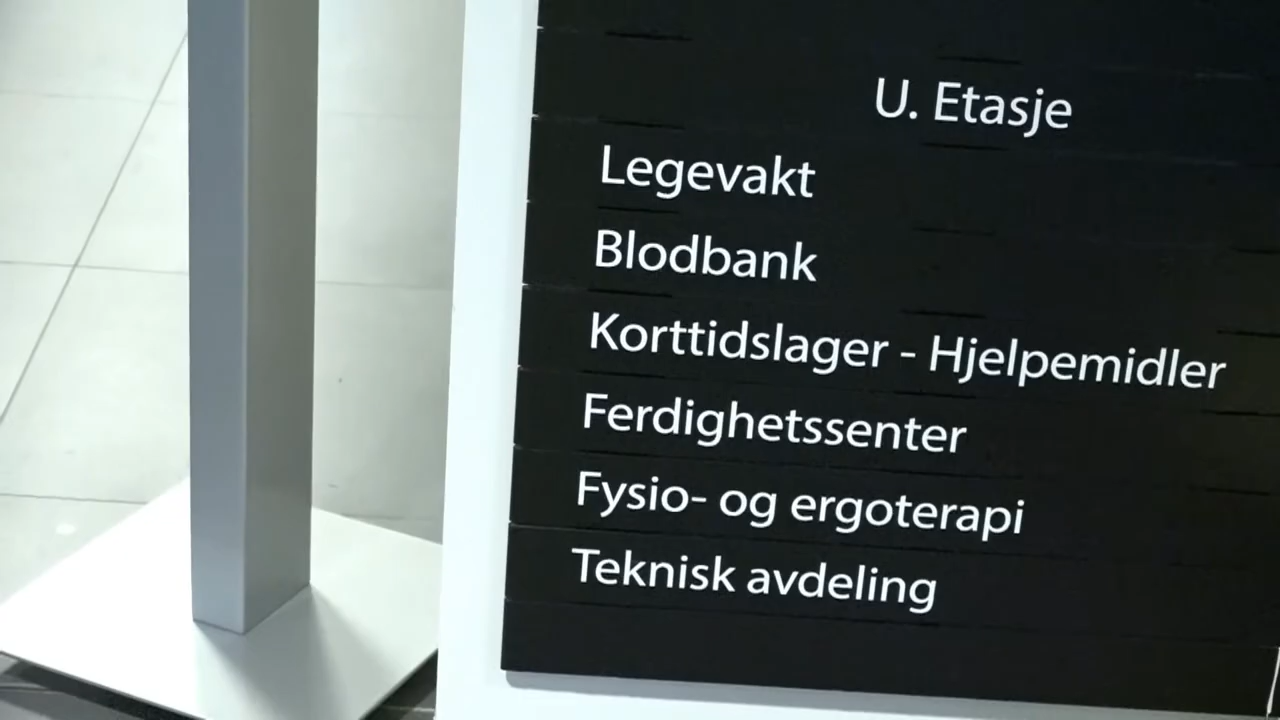 U. Etasje
Legevakt
Blodbank
Korttidslager - Hjelpemidler
Ferdighetssenter
Fysio- og ergoterapi
Teknisk avdeling